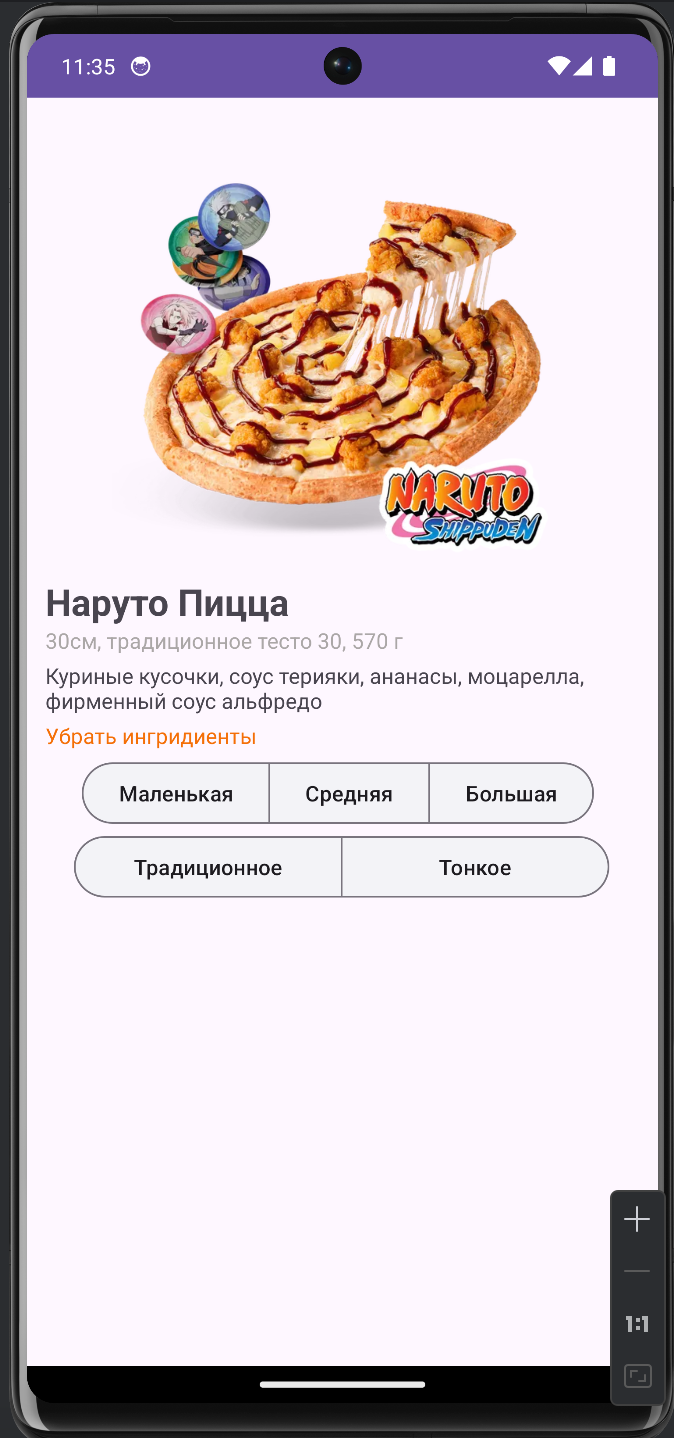 11:35
NARUTO
SHIPPUDEN
Наруто Пицца
30см, традиционное тесто 30, 570 г
Куриные кусочки, соус терияки, ананасы, моцарелла,
фирменный соус альфредо
Убрать ингридиенты
Маленькая Средняя Большая
Традиционное Тонкое
1:1